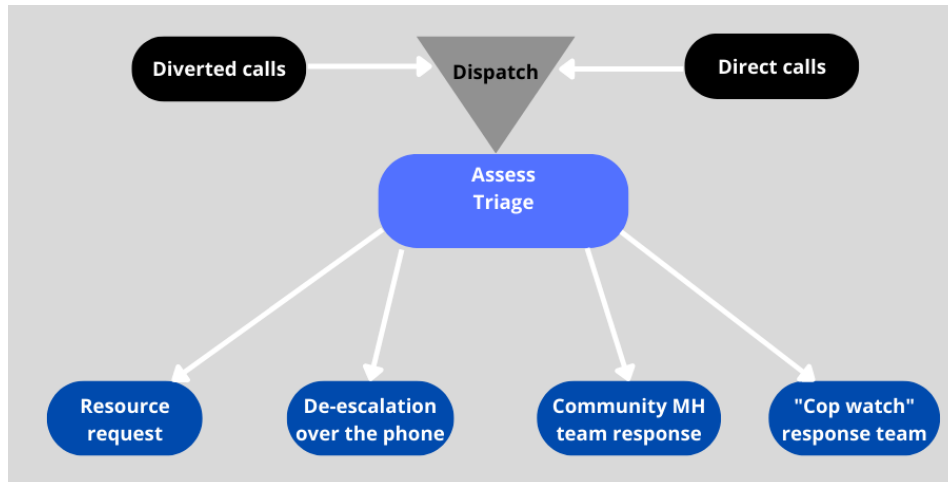 Diverted calls
Dispatch
Direct calls
Assess
Triage
Resource
request
De-escalation
over the phone
Community MH
team response
"Cop watch"
response team